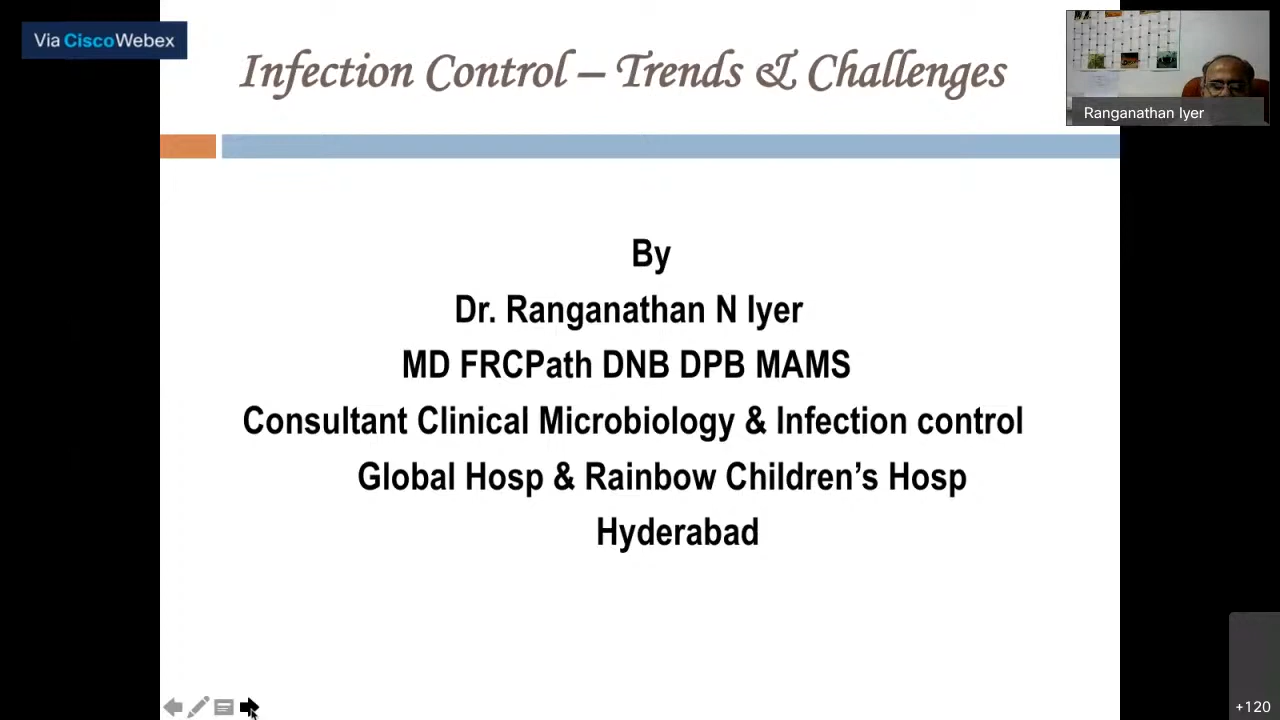 Via CiscoWebex
Infection Control – Trends & Challenges
Ranganathan Iyer
By
Dr. Ranganathan N Iyer
MD FRCPath DNB DPB MAMS
Consultant Clinical Microbiology & Infection control
Global Hosp & Rainbow Children’s Hosp
Hyderabad
+120